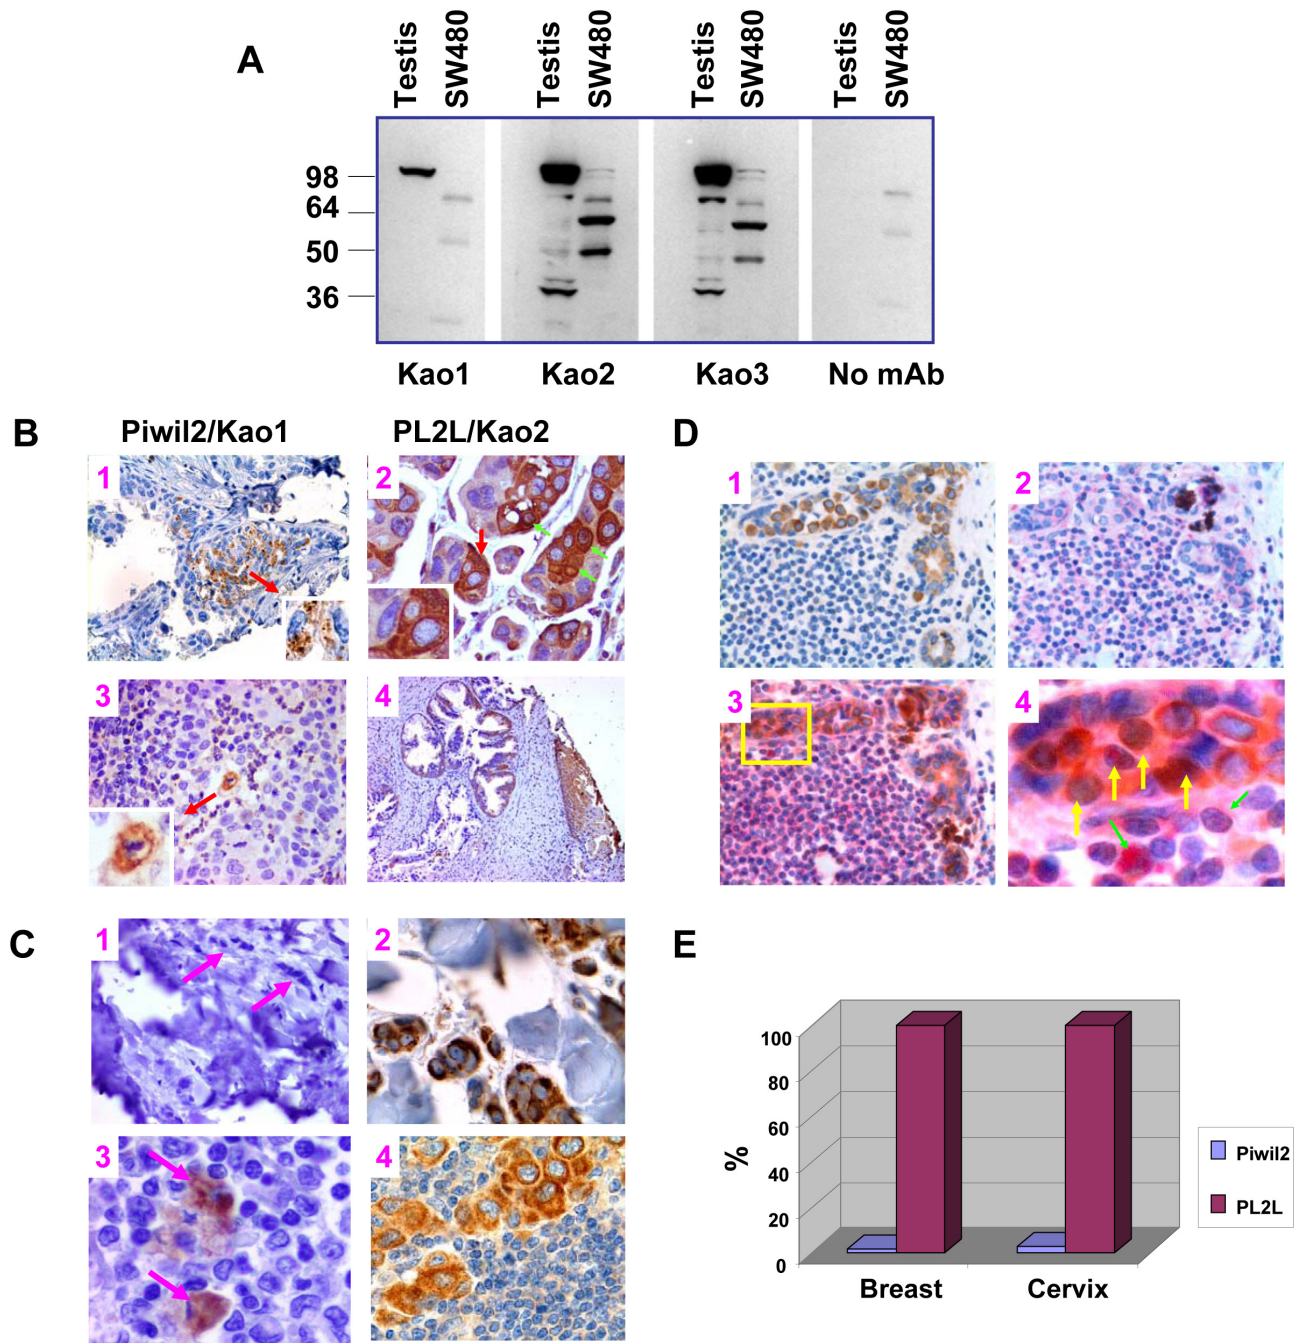 A
Testis
SW480
Testis
SW480
Testis
SW480
Testis
SW480
98
64
50
36
Kao1
Kao2
Kao3
No mAb
B
Piwil2/Kao1
PL2L/Kao2
1
2
3
4
C
1
2
3
4
D
1
2
3
4
E
%
100
80
60
40
20
0
Breast
Cervix
Piwil2
PL2L